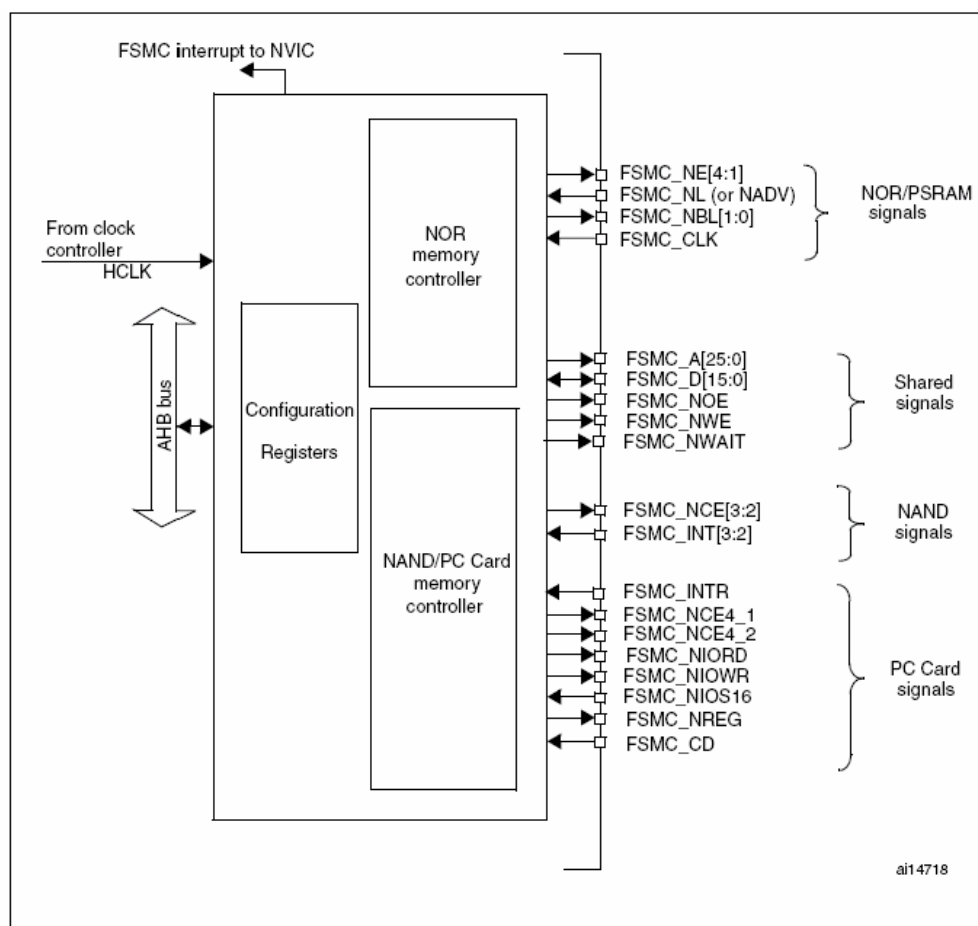 FSMC interrupt to NVIC
From clock
controller
HCLK
AHB bus
Configuration
Registers
NOR
memory
controller
NAND/PC Card
memory
controller
FSMC_NE[4:1]
FSMC_NL (or NADV)
FSMC_NBL[1:0]
FSMC_CLK
NOR/PSRAM
signals
FSMC_A[25:0]
FSMC_D[15:0]
FSMC_NOE
FSMC_NWE
FSMC_NWAIT
Shared
signals
FSMC_NCE[3:2]
FSMC_INT[3:2]
NAND
signals
FSMC_INTR
FSMC_NCE4_1
FSMC_NCE4_2
FSMC_NIORD
FSMC_NIOWR
FSMC_NIOS16
FSMC_NREG
FSMC_CD
PC Card
signals
ai14718